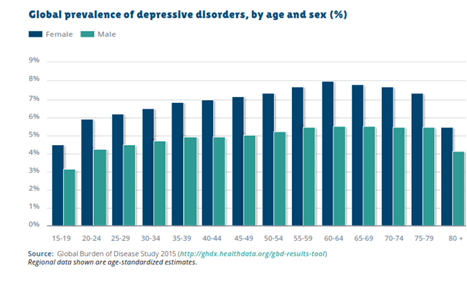 Global prevalence of depressive disorders, by age and sex (%)
Female Male
9%
8%
7%
6%
5%
4%
3%
2%
1%
0%
15-19 20-24 25-29 30-34 35-39 40-44 45-49 50-54 55-59 60-64 65-69 70-74 75-79 80 +
Source: Global Burden of Disease Study 2015 (http://ghdx.healthdata.org/gbd-results-tool)
Regional data shown are age-standardized estimates.